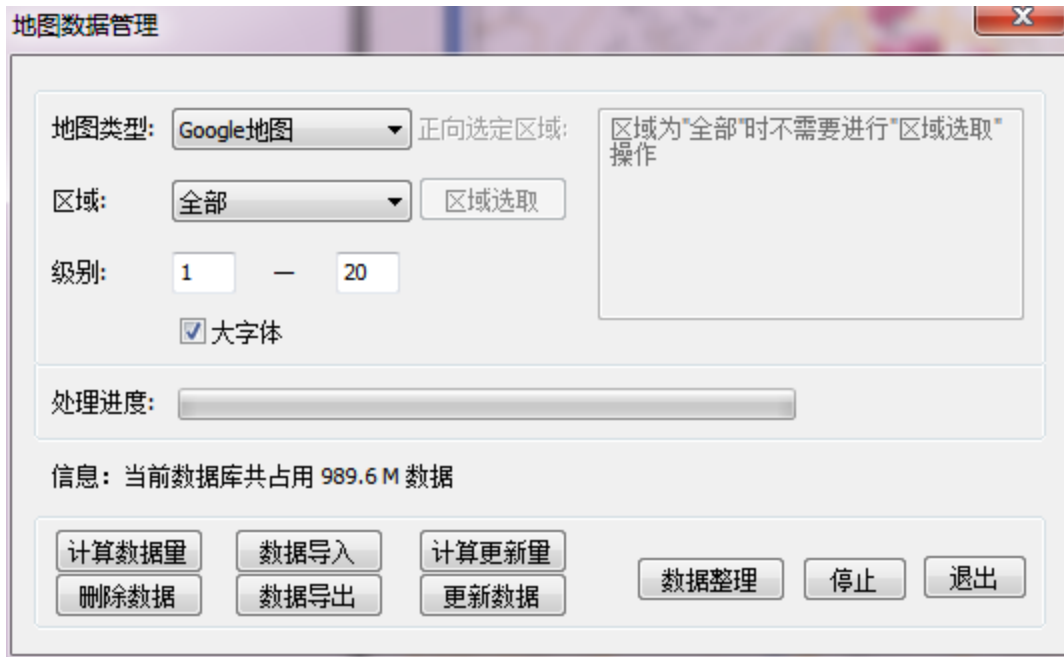 地图数据管理
地图类型: Google地图 正向选定区域: 区域为"全部"时不需要进行"区域选取"
操作
区域: 全部 区域选取
级别: 1 — 20
大字体
处理进度:
信息：当前数据库共占用 989.6 M 数据
计算数据量 数据导入 计算更新量
删除数据 数据导出 更新数据 数据整理 停止 退出